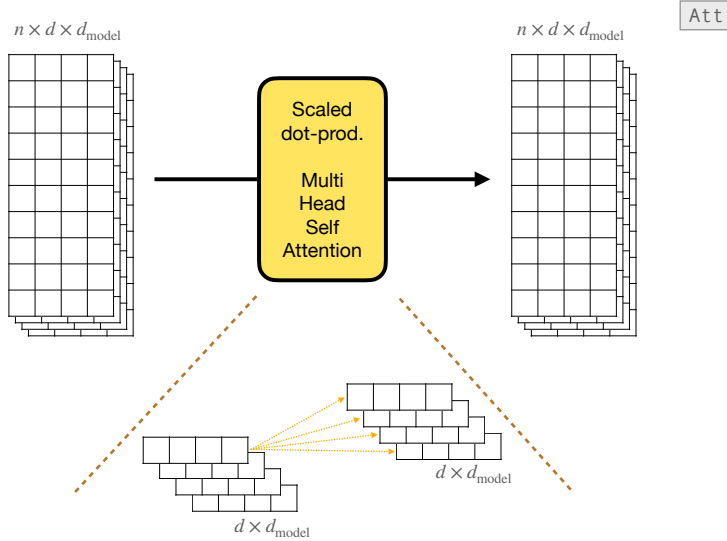 n × d × d_model
n × d × d_model
Att
Scaled
dot-prod.
Multi
Head
Self
Attention
d × d_model
d × d_model